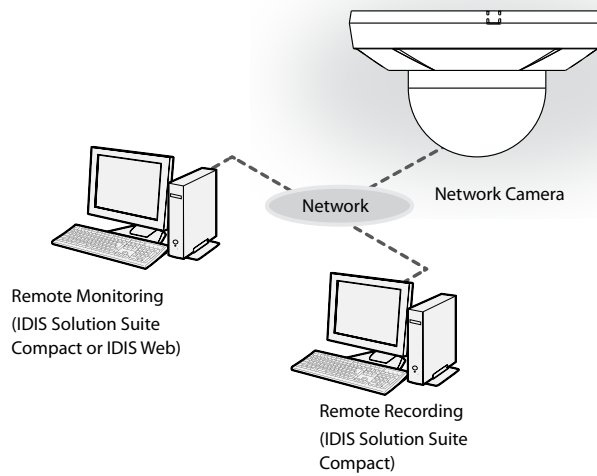 Network Camera
Network
Remote Monitoring
(IDIS Solution Suite
Compact or IDIS Web)
Remote Recording
(IDIS Solution Suite
Compact)